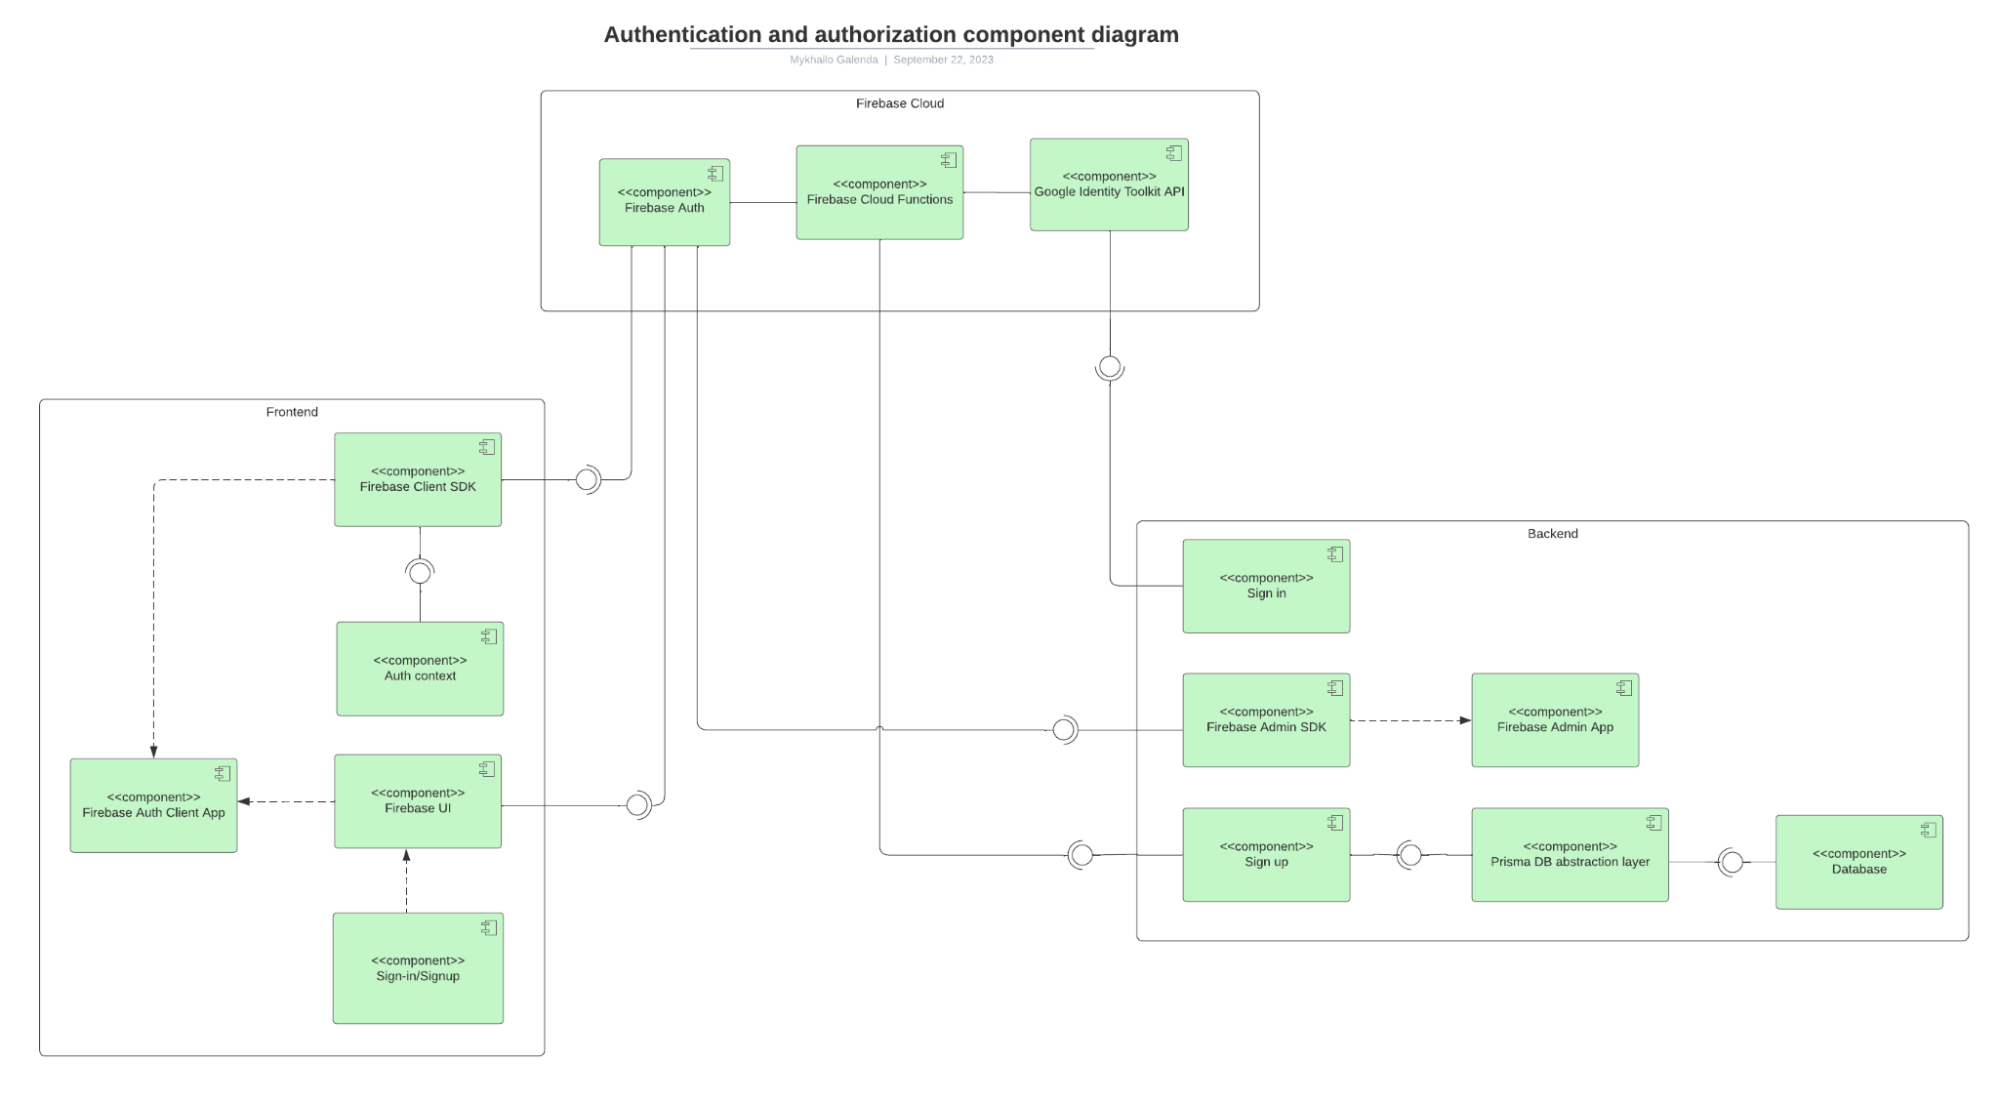 Authentication and authorization component diagram
Mykhailo Galenda | September 22, 2023
Firebase Cloud
<<component>>
Firebase Auth
<<component>>
Firebase Cloud Functions
<<component>>
Google Identity Toolkit API
Frontend
<<component>>
Firebase Client SDK
<<component>>
Auth context
<<component>>
Firebase Auth Client App
<<component>>
Firebase UI
<<component>>
Sign-in/Signup
Backend
<<component>>
Sign in
<<component>>
Firebase Admin SDK
<<component>>
Firebase Admin App
<<component>>
Sign up
<<component>>
Prisma DB abstraction layer
<<component>>
Database